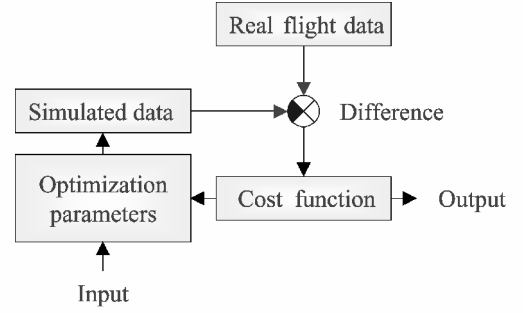 Real flight data
Simulated data
Difference
Optimization
parameters
Cost function
Output
Input